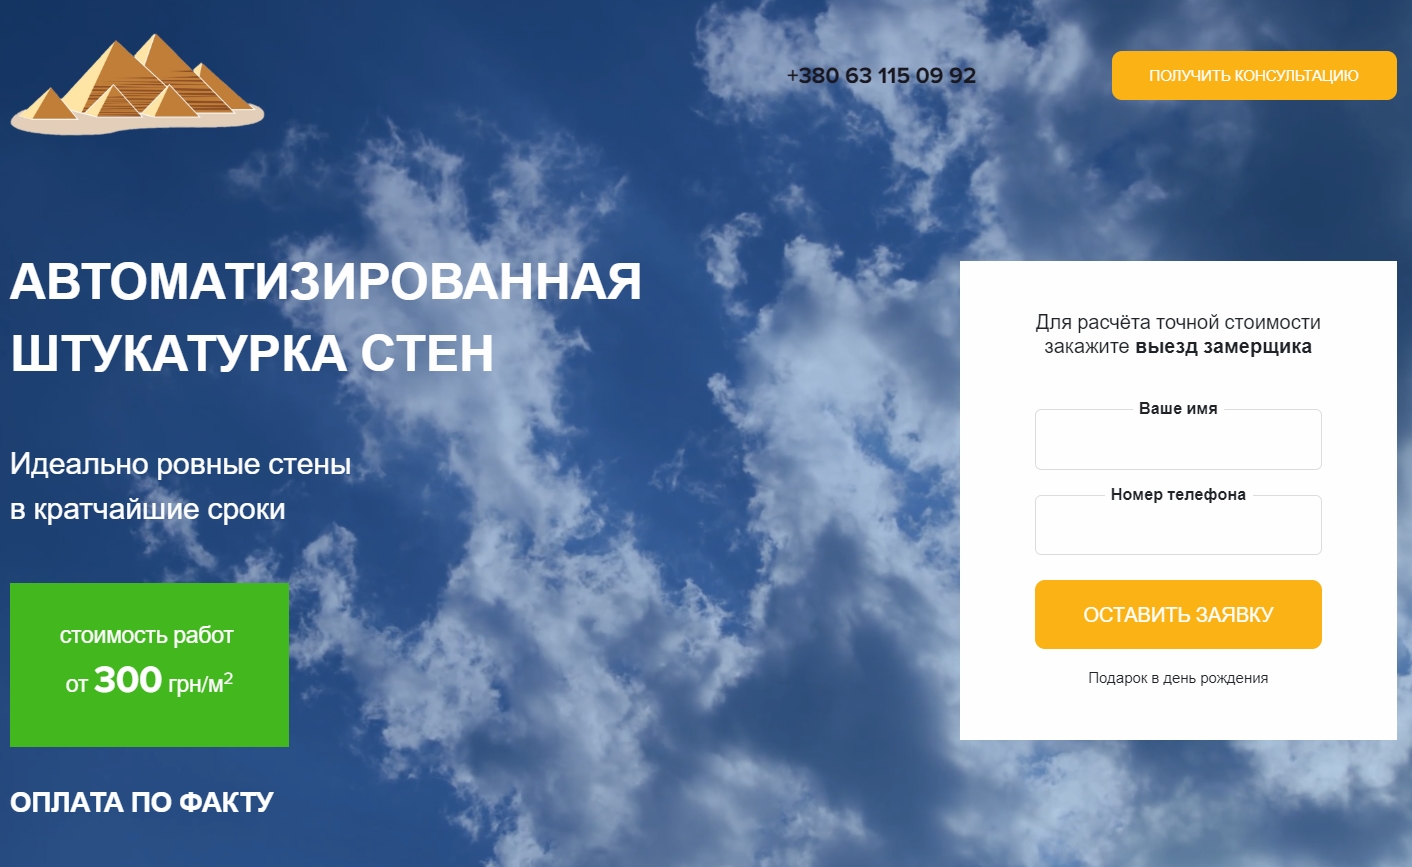 +380 63 115 09 92
ПОЛУЧИТЬ КОНСУЛЬТАЦИЮ
АВТОМАТИЗИРОВАННАЯ
ШТУКАТУРКА СТЕН
Идеально ровные стены
в кратчайшие сроки
стоимость работ
от 300 грн/м²
ОПЛАТА ПО ФАКТУ
Для расчёта точной стоимости
закажите выезд замерщика
Ваше имя
Номер телефона
ОСТАВИТЬ ЗАЯВКУ
Подарок в день рождения